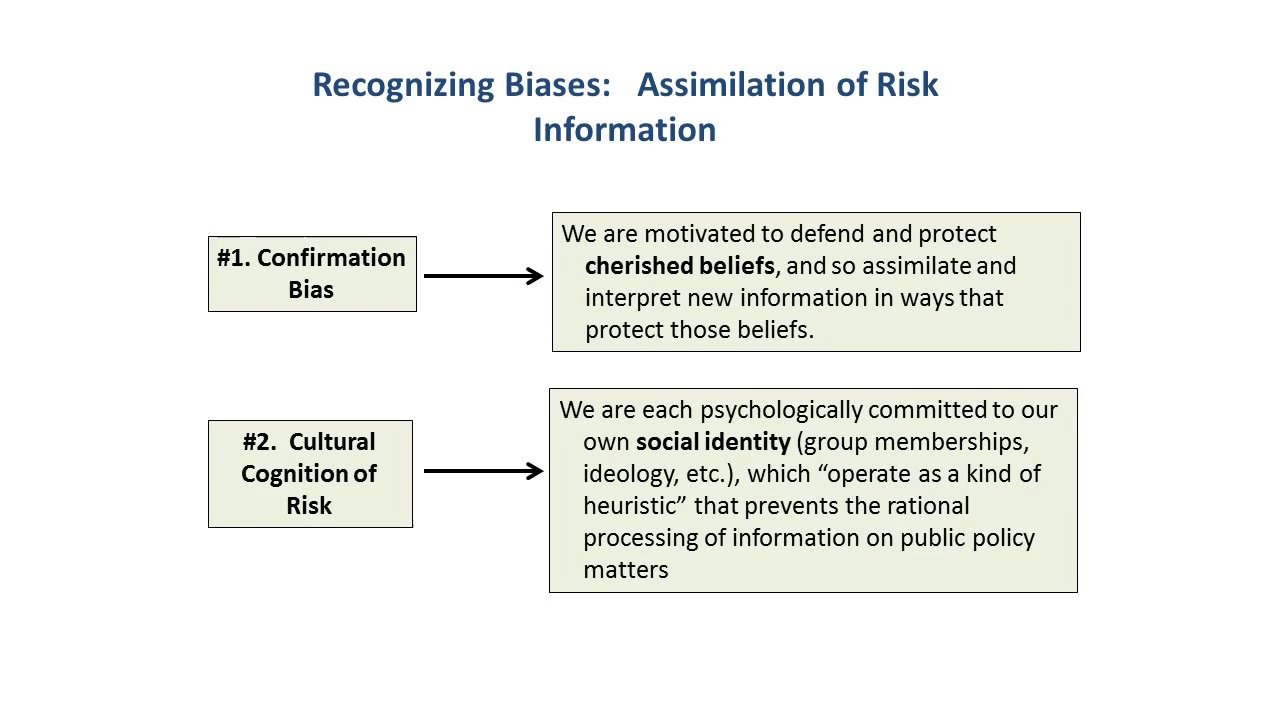 Recognizing Biases: Assimilation of Risk
Information
#1. Confirmation
Bias
We are motivated to defend and protect
cherished beliefs, and so assimilate and
interpret new information in ways that
protect those beliefs.
#2. Cultural
Cognition of
Risk
We are each psychologically committed to our
own social identity (group memberships,
ideology, etc.), which “operate as a kind of
heuristic” that prevents the rational
processing of information on public policy
matters